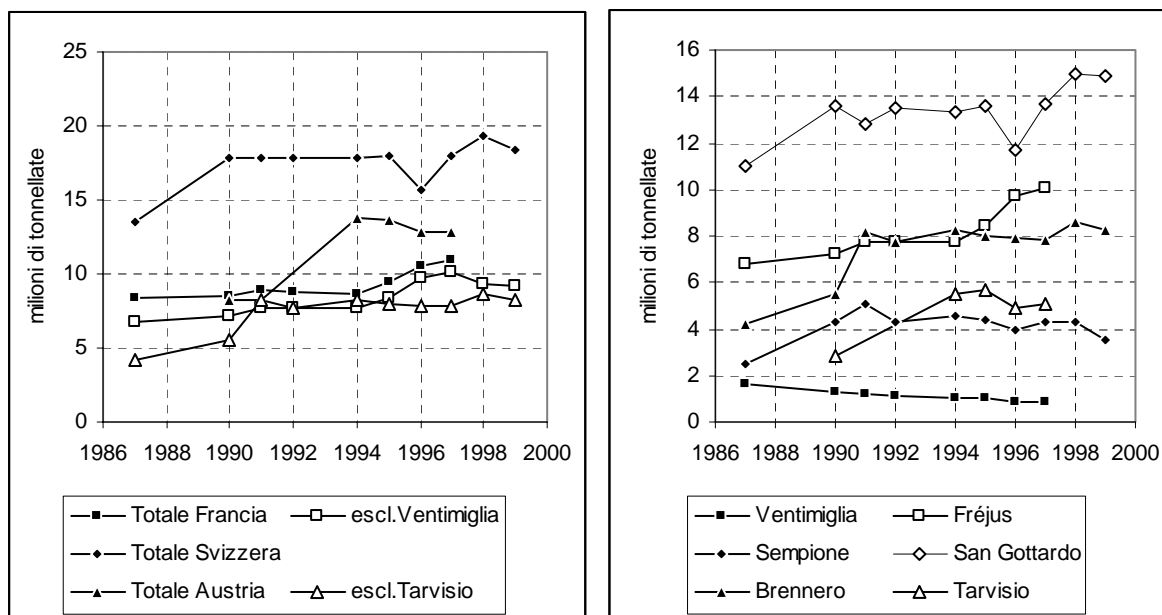 25
20
15
10
5
0
milioni di tonnellate
1986 1988 1990 1992 1994 1996 1998 2000
Totale Francia escl.Ventimiglia
Totale Svizzera
Totale Austria escl.Tarvisio
16
14
12
10
8
6
4
2
0
milioni di tonnellate
1986 1988 1990 1992 1994 1996 1998 2000
Ventimiglia Fréjus
Sempione San Gottardo
Brennero Tarvisio